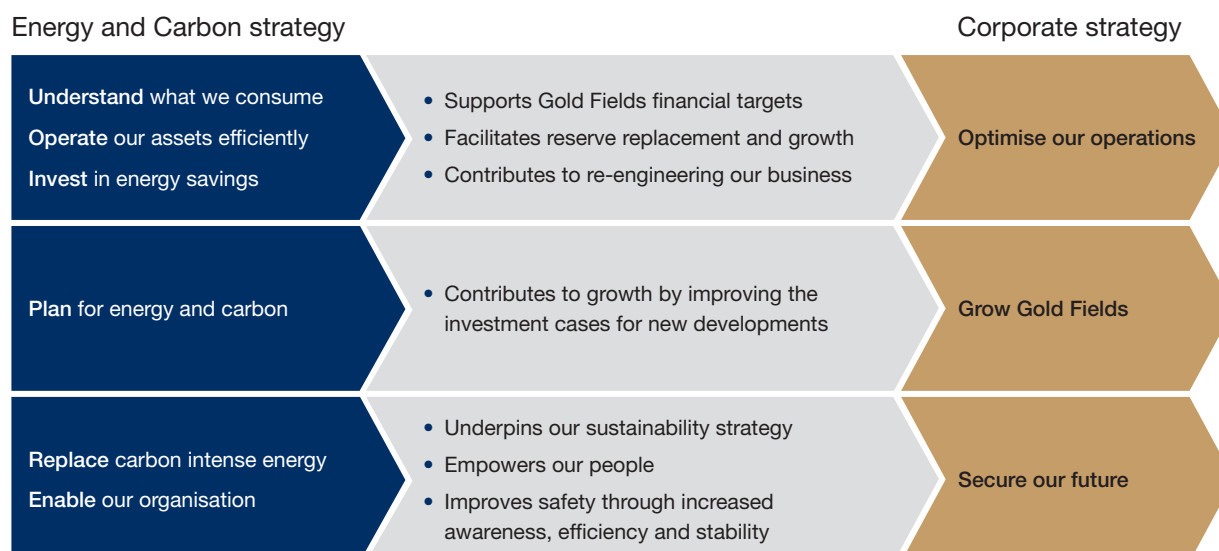 Energy and Carbon strategy
Corporate strategy
Understand what we consume
Operate our assets efficiently
Invest in energy savings
• Supports Gold Fields financial targets
• Facilitates reserve replacement and growth
• Contributes to re-engineering our business
Optimise our operations
Plan for energy and carbon
• Contributes to growth by improving the
investment cases for new developments
Grow Gold Fields
Replace carbon intense energy
Enable our organisation
• Underpins our sustainability strategy
• Empowers our people
• Improves safety through increased
awareness, efficiency and stability
Secure our future